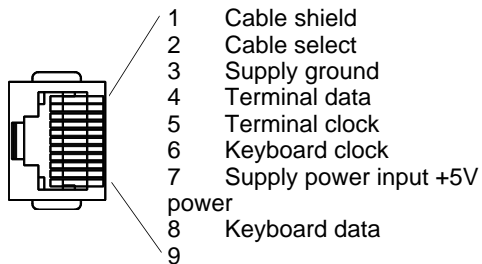 1 Cable shield
2 Cable select
3 Supply ground
4 Terminal data
5 Terminal clock
6 Keyboard clock
7 Supply power input +5V
power
8 Keyboard data
9